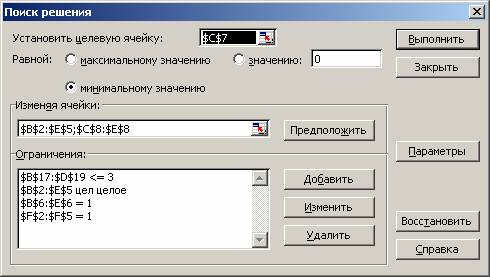 Поиск решения
Установить целевую ячейку:
$C$7
Выполнить
Равной:
максимальному значению
значению:
0
Закрыть
минимальному значению
Изменяя ячейки:
$B$2:$E$5;$C$8:$E$8
Предположить
Ограничения:
Параметры
$B$17:$D$19 <= 3
$B$2:$E$5 цел целое
$B$6:$E$6 = 1
$F$2:$F$5 = 1
Добавить
Изменить
Удалить
Восстановить
Справка